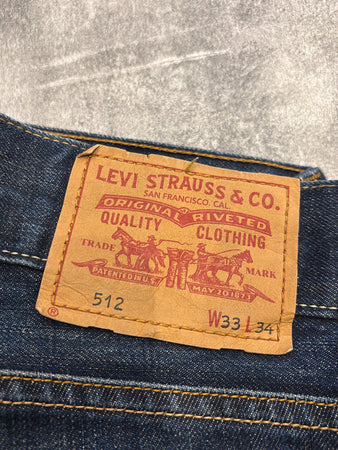 LEVI STRAUSS & CO.
SAN FRANCISCO, CAL.
ORIGINAL RIVETED
QUALITY CLOTHING
TRADE MARK
PATENTED IN U.S. MAY 20 1873
512 W33 L34
®